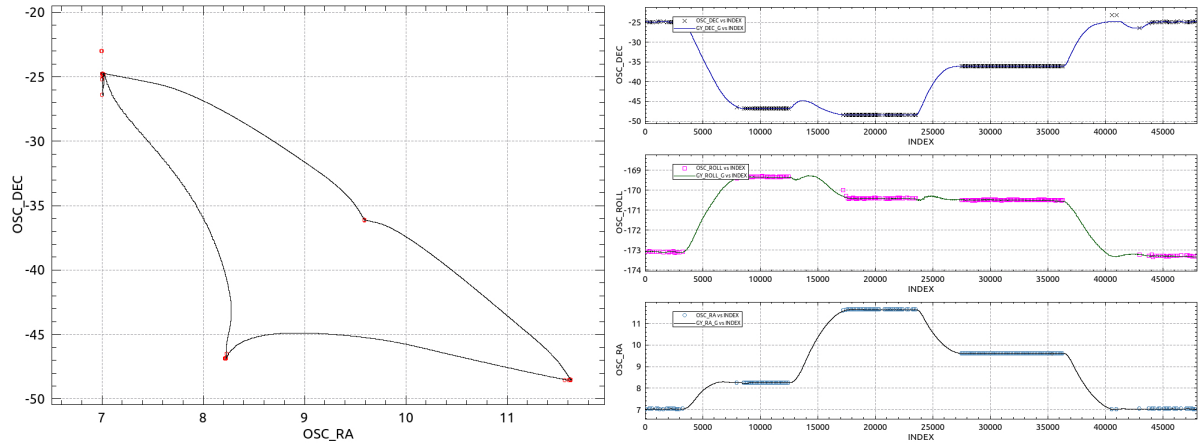 -20
-25
-30
-35
-40
-45
-50
OSC_DEC
7
8
9
10
11
OSC_RA
OSC_DEC vs INDEX
GY_DEC_G vs INDEX
-25
-30
-35
-40
-45
-50
OSC_DEC
0 5000 10000 15000 20000 25000 30000 35000 40000 45000
INDEX
OSC_ROLL vs INDEX
GY_ROLL_G vs INDEX
-169
-170
-171
-172
-173
-174
OSC_ROLL
0 5000 10000 15000 20000 25000 30000 35000 40000 45000
INDEX
OSC_RA vs INDEX
GY_RA_G vs INDEX
11
10
9
8
7
OSC_RA
0 5000 10000 15000 20000 25000 30000 35000 40000 45000
INDEX